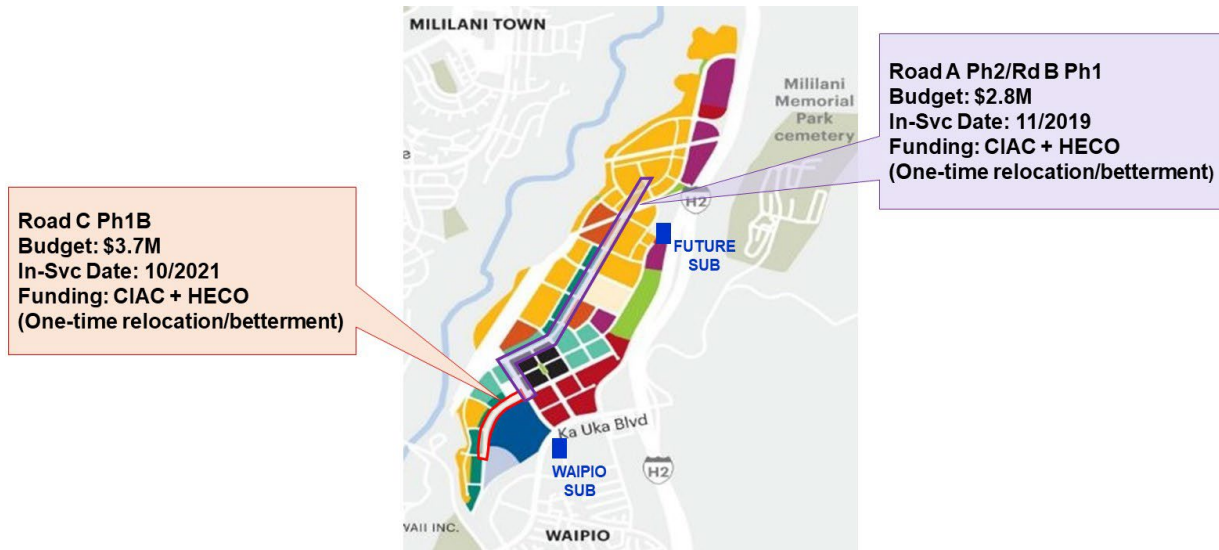 MILILANI TOWN
Road A Ph2/Rd B Ph1
Budget: $2.8M
In-Svc Date: 11/2019
Funding: CIAC + HECO
(One-time relocation/betterment)
Mililani
Memorial
Park
cemetery
H2
Road C Ph1B
Budget: $3.7M
In-Svc Date: 10/2021
Funding: CIAC + HECO
(One-time relocation/betterment)
FUTURE
SUB
Ka Uka Blvd
WAIPIO
SUB
H2
WAII INC.
WAIPIO